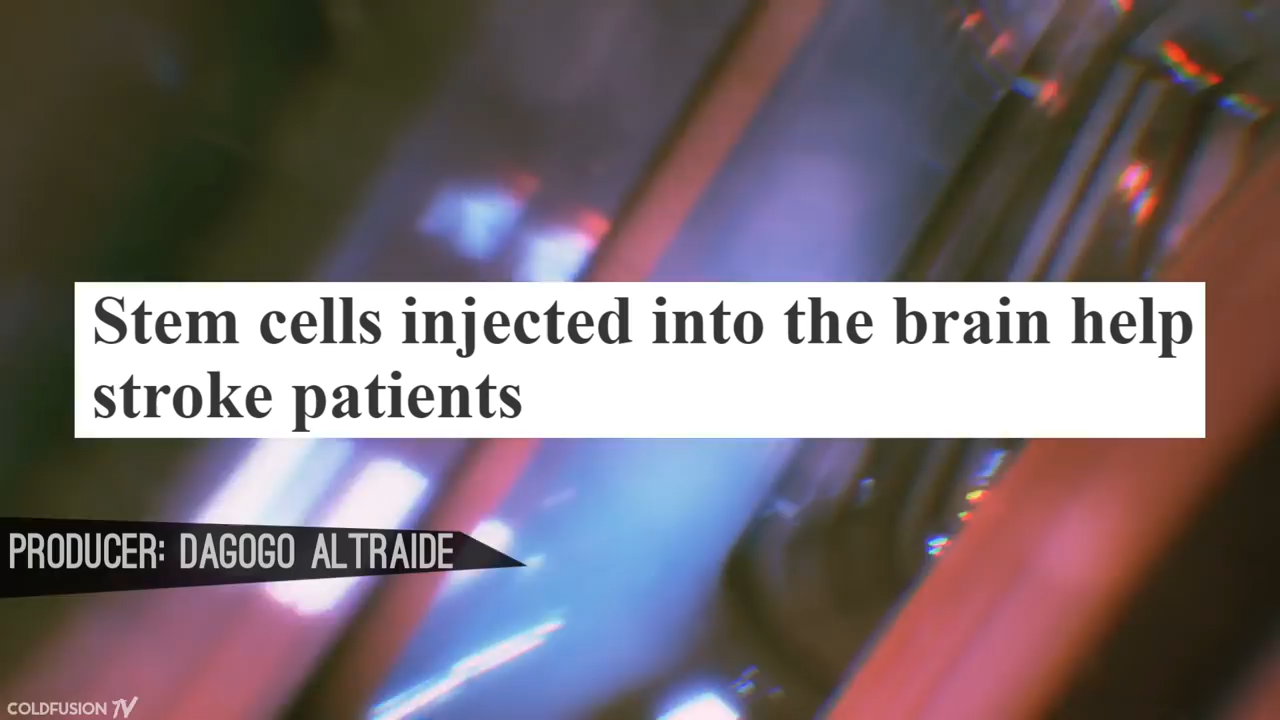 Stem cells injected into the brain help
stroke patients
PRODUCER: DAGOGO ALTRAIDE
COLDFUSION TV